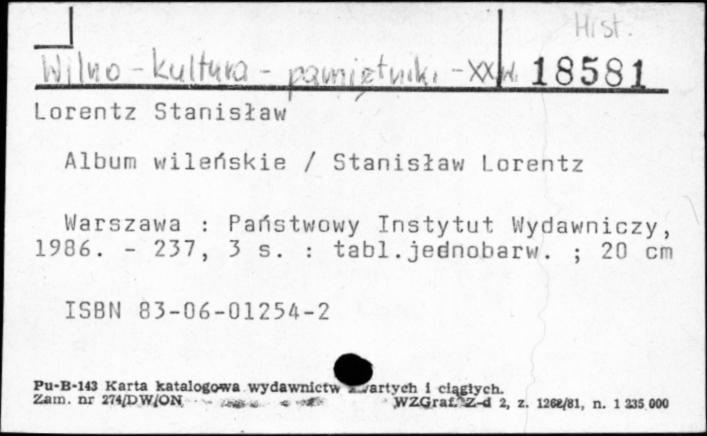 Hist.
Wilno - kultura - pamiętniki - XX w. 18581
Lorentz Stanisław
Album wileńskie / Stanisław Lorentz
Warszawa : Państwowy Instytut Wydawniczy,
1986. - 237, 3 s. : tabl.jednobarw. ; 20 cm
ISBN 83-06-01254-2
Pu-B-143 Karta katalogowa wydawnictw zwartych i ciągłych.
Zam. nr 274/DW/ON WZGraf. Z-d 2, z. 1262/81, n. 1 235 000